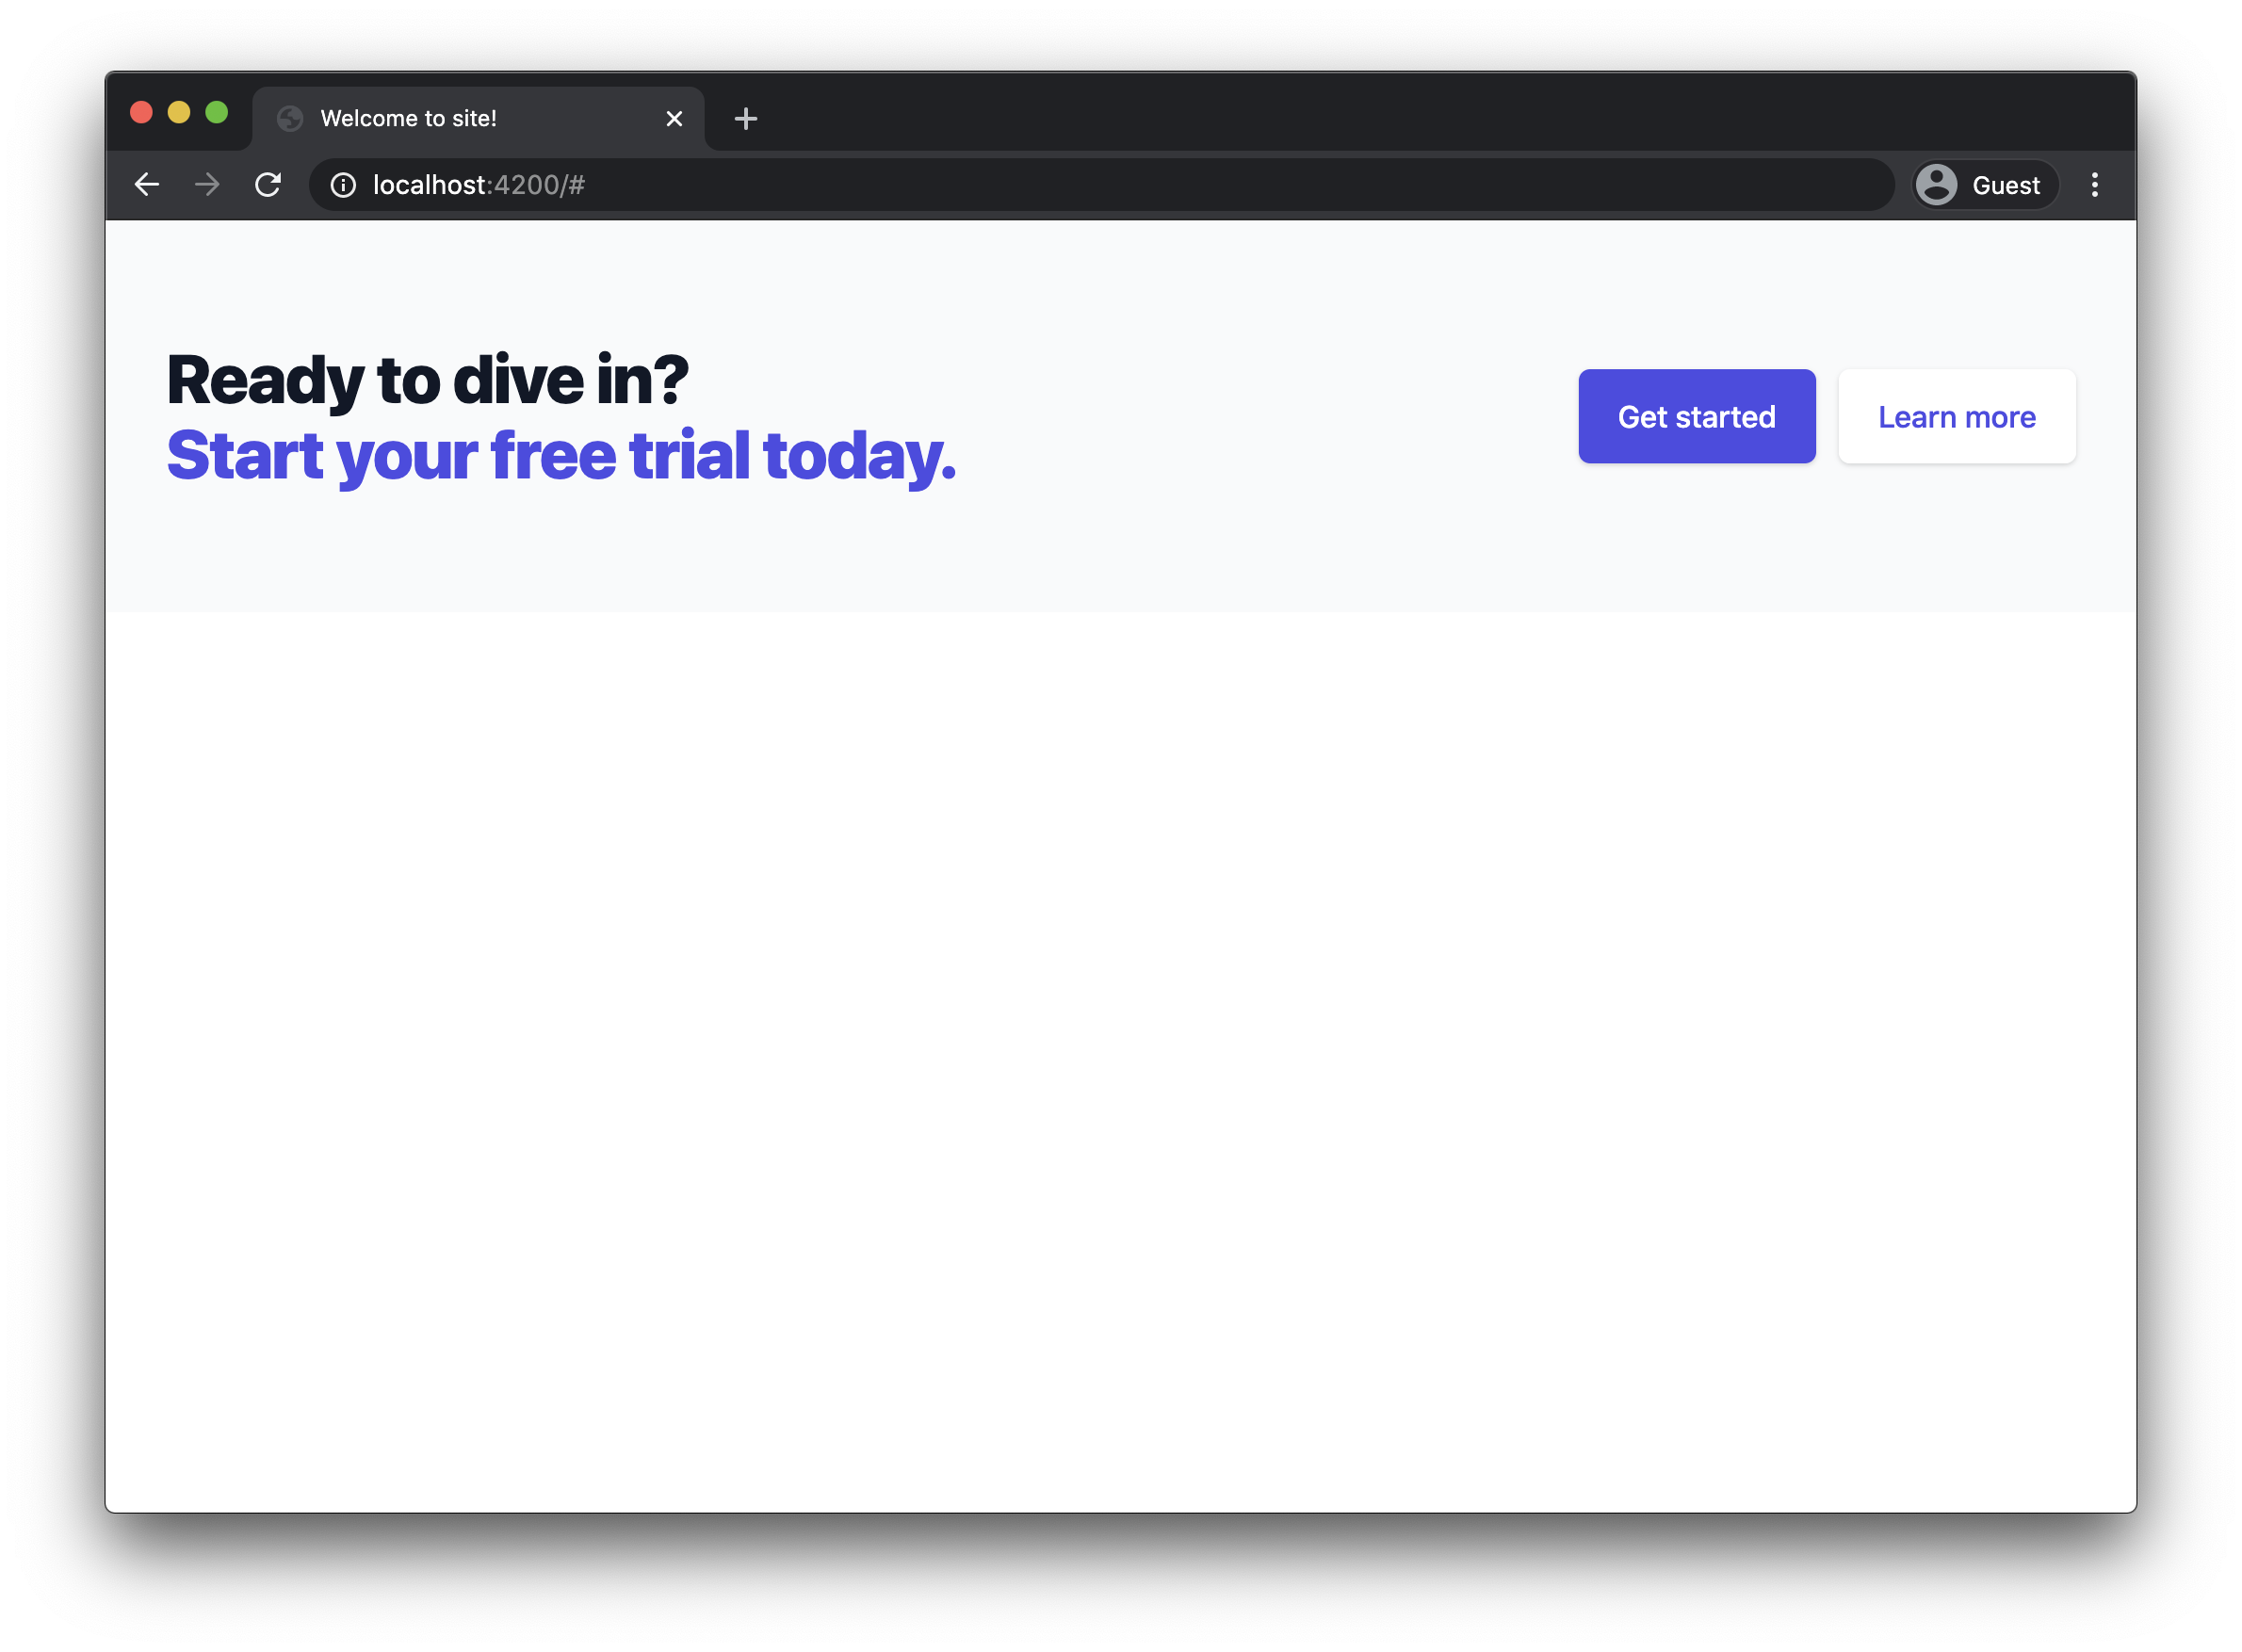 Welcome to site!
localhost:4200/#
Guest
Ready to dive in?
Start your free trial today.
Get started
Learn more